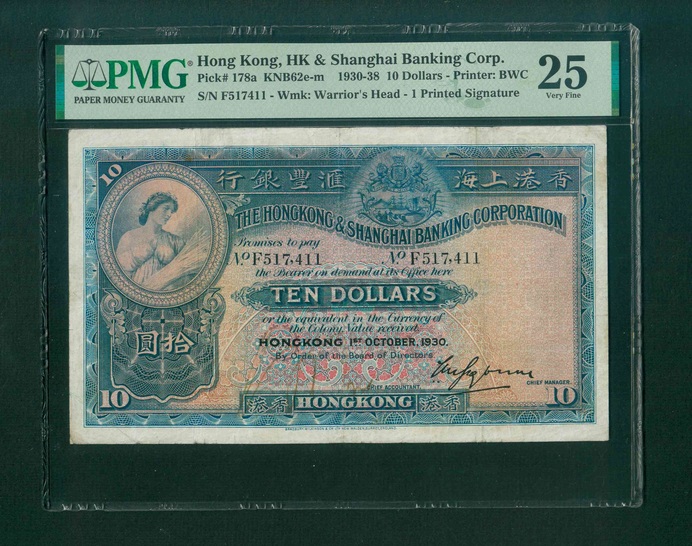 PMG®
PAPER MONEY GUARANTY
Hong Kong, HK & Shanghai Banking Corp.
Pick# 178a KNB62e-m 1930-38 10 Dollars - Printer: BWC
S/N F517411 - Wmk: Warrior's Head - 1 Printed Signature
25
Very Fine
10
行銀豐滙 海上港香
THE HONGKONG & SHANGHAI BANKING CORPORATION
Promises to pay
No F517,411 No F517,411
the Bearer on demand at its Office here
TEN DOLLARS
or the equivalent in the Currency of
the Colony, Value received.
圓拾
HONGKONG 1ST OCTOBER, 1930.
By Order of the Board of Directors
CHIEF ACCOUNTANT.
CHIEF MANAGER.
10 港香 HONGKONG 港香 10